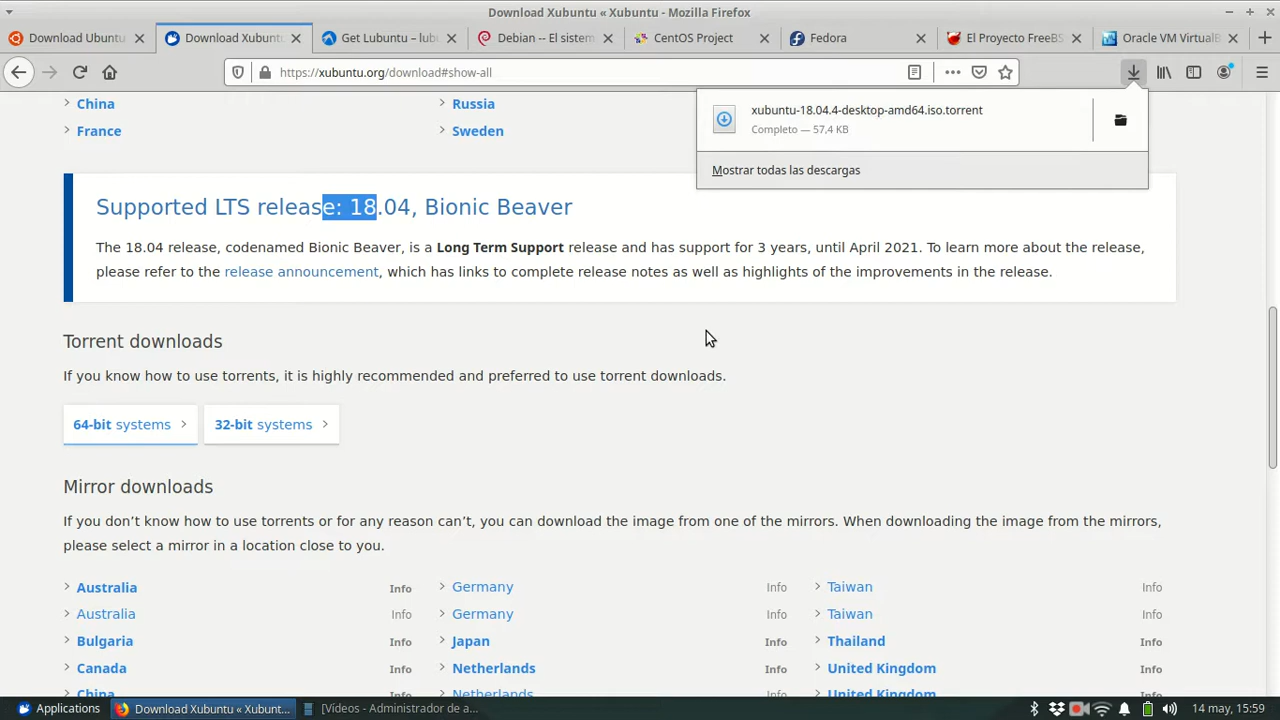 Download Xubuntu « Xubuntu - Mozilla Firefox
Download Ubuntu
Download Xubuntu
Get Lubuntu – lubu
Debian -- El sistem
CentOS Project
Fedora
El Proyecto FreeBS
Oracle VM VirtualB
https://xubuntu.org/download#show-all
China
Russia
France
Sweden
xubuntu-18.04.4-desktop-amd64.iso.torrent
Completo — 57,4 KB
Mostrar todas las descargas
Supported LTS release: 18.04, Bionic Beaver
The 18.04 release, codenamed Bionic Beaver, is a Long Term Support release and has support for 3 years, until April 2021. To learn more about the release,
please refer to the release announcement, which has links to complete release notes as well as highlights of the improvements in the release.
Torrent downloads
If you know how to use torrents, it is highly recommended and preferred to use torrent downloads.
64-bit systems
32-bit systems
Mirror downloads
If you don’t know how to use torrents or for any reason can’t, you can download the image from one of the mirrors. When downloading the image from the mirrors,
please select a mirror in a location close to you.
Australia Info
Germany Info
Taiwan Info
Australia Info
Germany Info
Taiwan Info
Bulgaria Info
Japan Info
Thailand Info
Canada Info
Netherlands Info
United Kingdom Info
China Info
Netherlands Info
United Kingdom Info
Applications
Download Xubuntu « Xubunt...
[Vídeos - Administrador de a...
14 may, 15:59